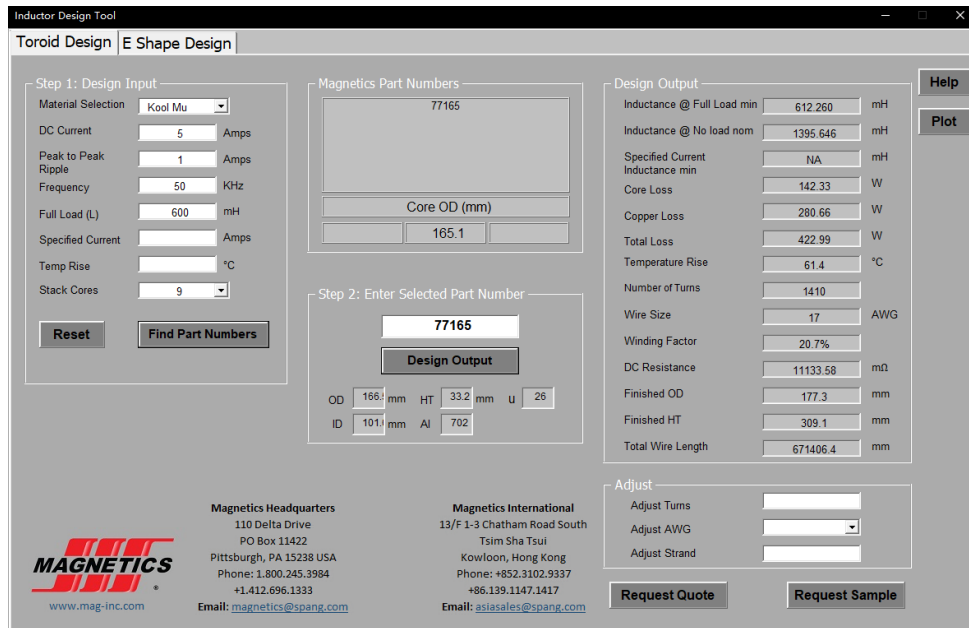 Inductor Design Tool
Toroid Design
E Shape Design
Step 1: Design Input
Material Selection Kool Mu
DC Current 5 Amps
Peak to Peak
Ripple 1 Amps
Frequency 50 KHz
Full Load (L) 600 mH
Specified Current Amps
Temp Rise °C
Stack Cores 9
Reset
Find Part Numbers
Magnetics Part Numbers
77165
Core OD (mm)
165.1
Step 2: Enter Selected Part Number
77165
Design Output
OD 166. mm HT 33.2 mm u 26
ID 101. mm Al 702
Design Output
Inductance @ Full Load min 612.260 mH
Inductance @ No load nom 1395.646 mH
Specified Current
Inductance min NA mH
Core Loss 142.33 W
Copper Loss 280.66 W
Total Loss 422.99 W
Temperature Rise 61.4 °C
Number of Turns 1410
Wire Size 17 AWG
Winding Factor 20.7%
DC Resistance 11133.58 mΩ
Finished OD 177.3 mm
Finished HT 309.1 mm
Total Wire Length 671406.4 mm
Help
Plot
Adjust
Adjust Turns
Adjust AWG
Adjust Strand
Request Quote
Request Sample
MAGNETICS
www.mag-inc.com
Magnetics Headquarters
110 Delta Drive
PO Box 11422
Pittsburgh, PA 15238 USA
Phone: 1.800.245.3984
+1.412.696.1333
Email: magnetics@spang.com
Magnetics International
13/F 1-3 Chatham Road South
Tsim Sha Tsui
Kowloon, Hong Kong
Phone: +852.3102.9337
+86.139.1147.1417
Email: asiasales@spang.com